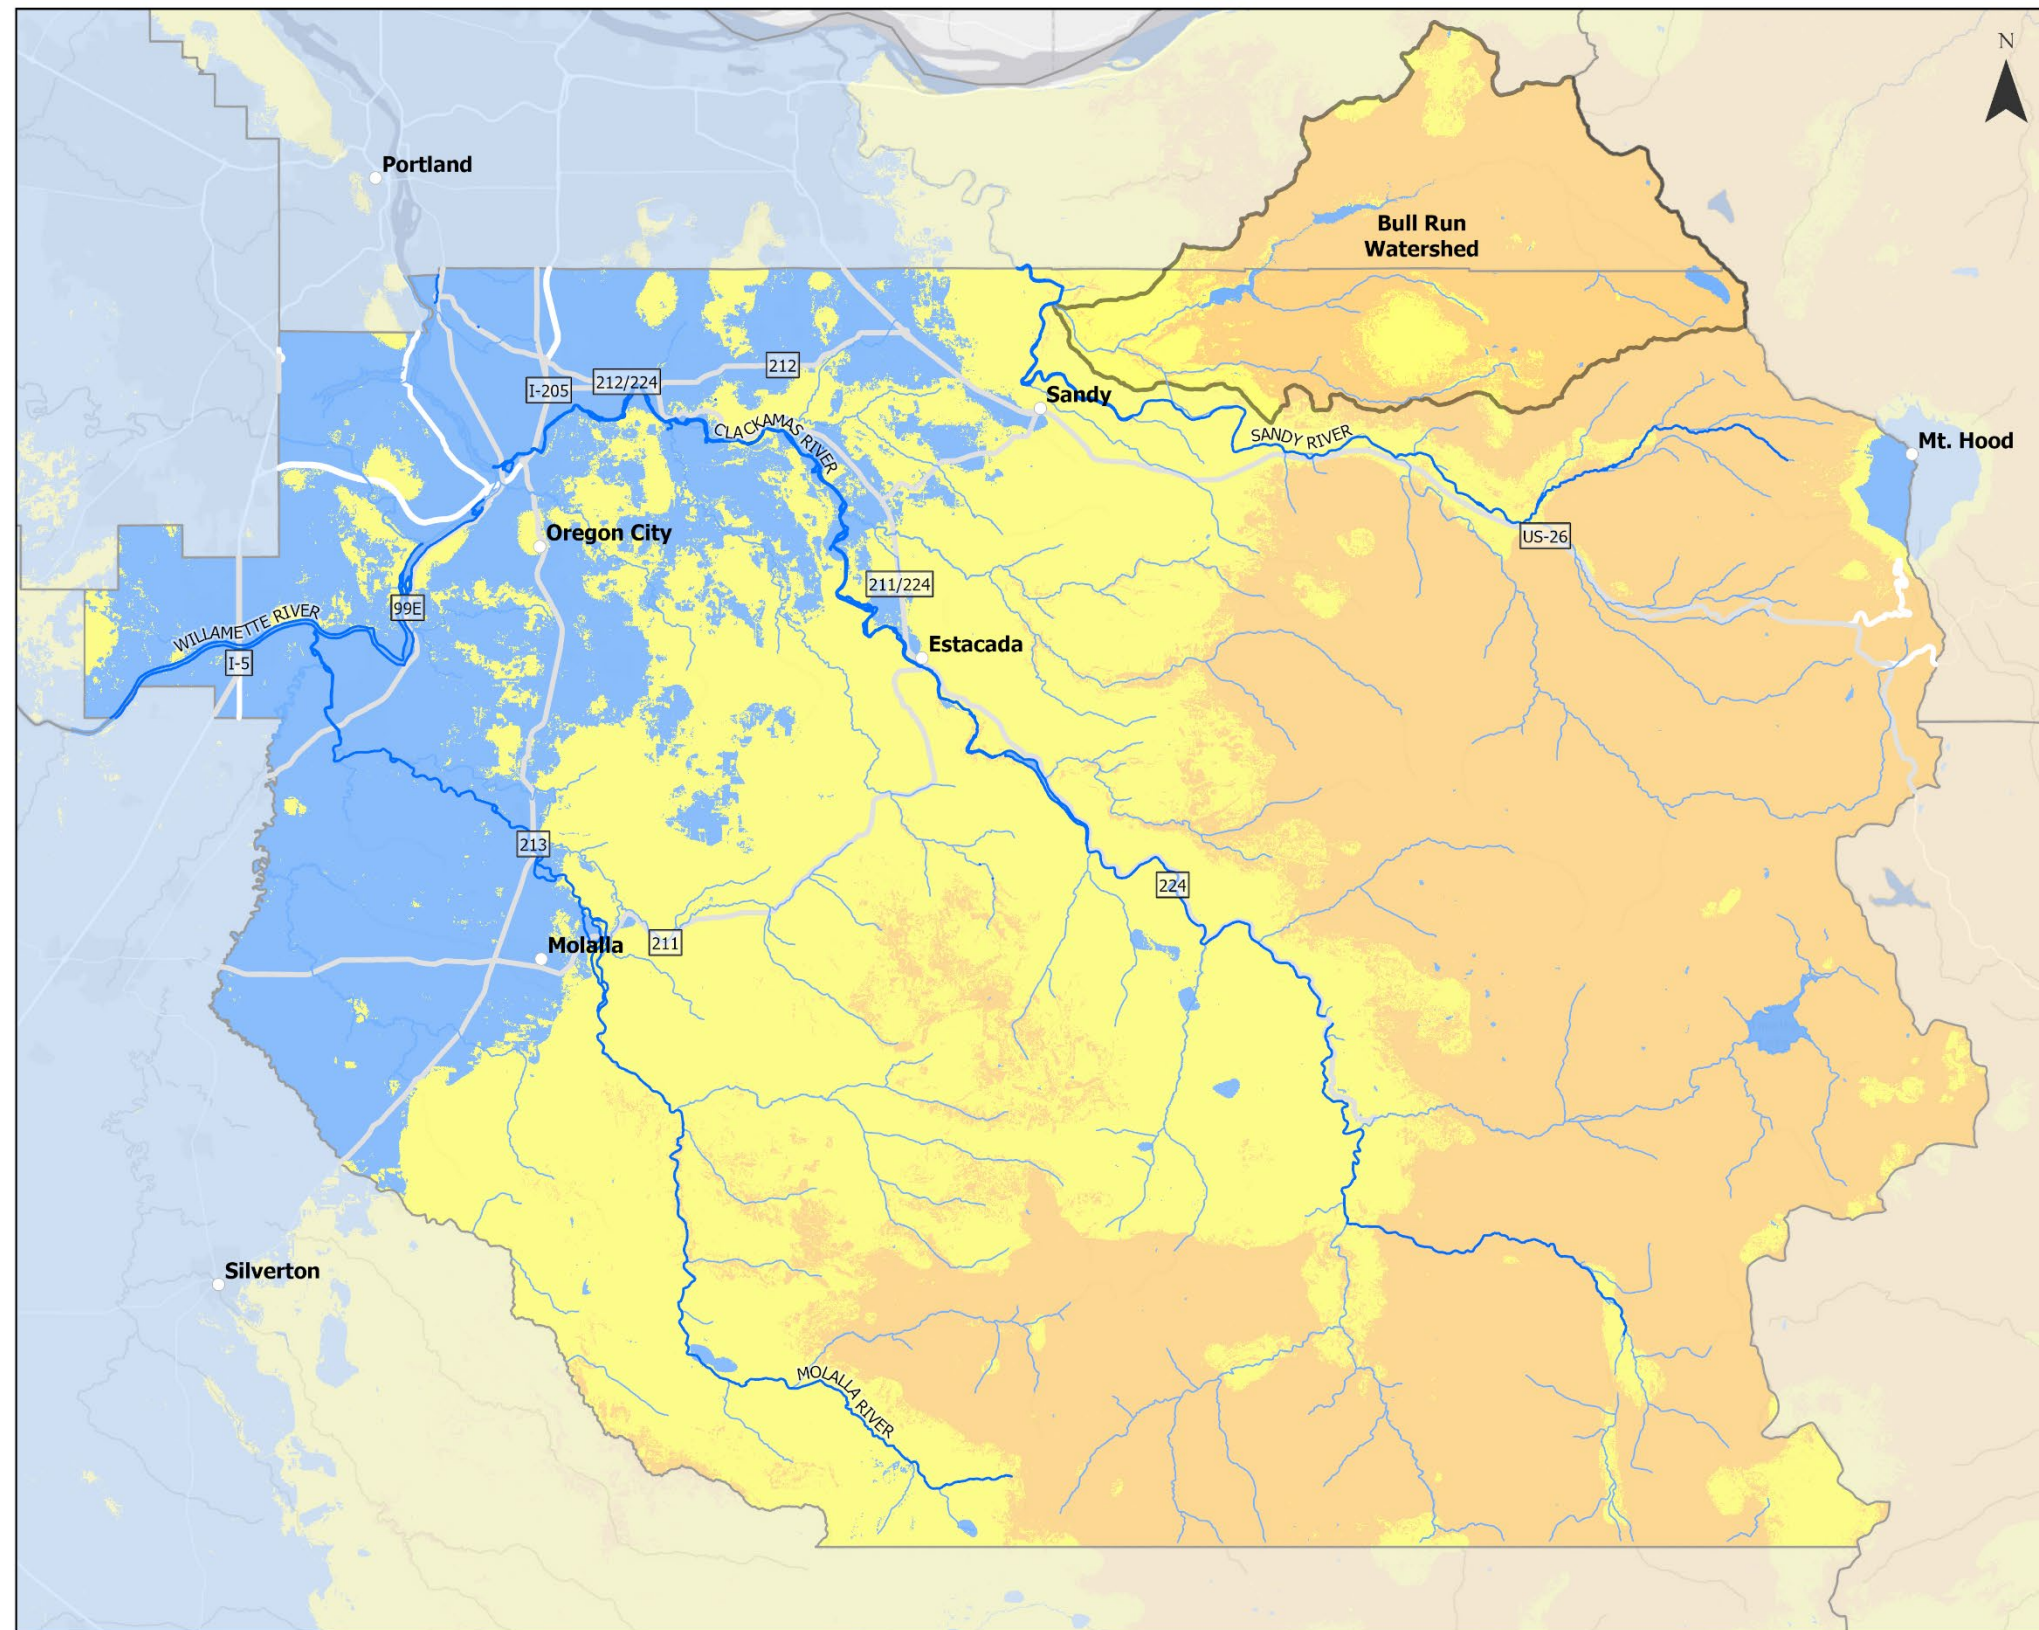 N
Portland
Bull Run
Watershed
212
I-205
212/224
Sandy
CLACKAMAS RIVER
SANDY RIVER
Mt. Hood
Oregon City
US-26
211/224
99E
WILLAMETTE RIVER
I-5
Estacada
213
224
Molalla
211
Silverton
MOLALLA RIVER